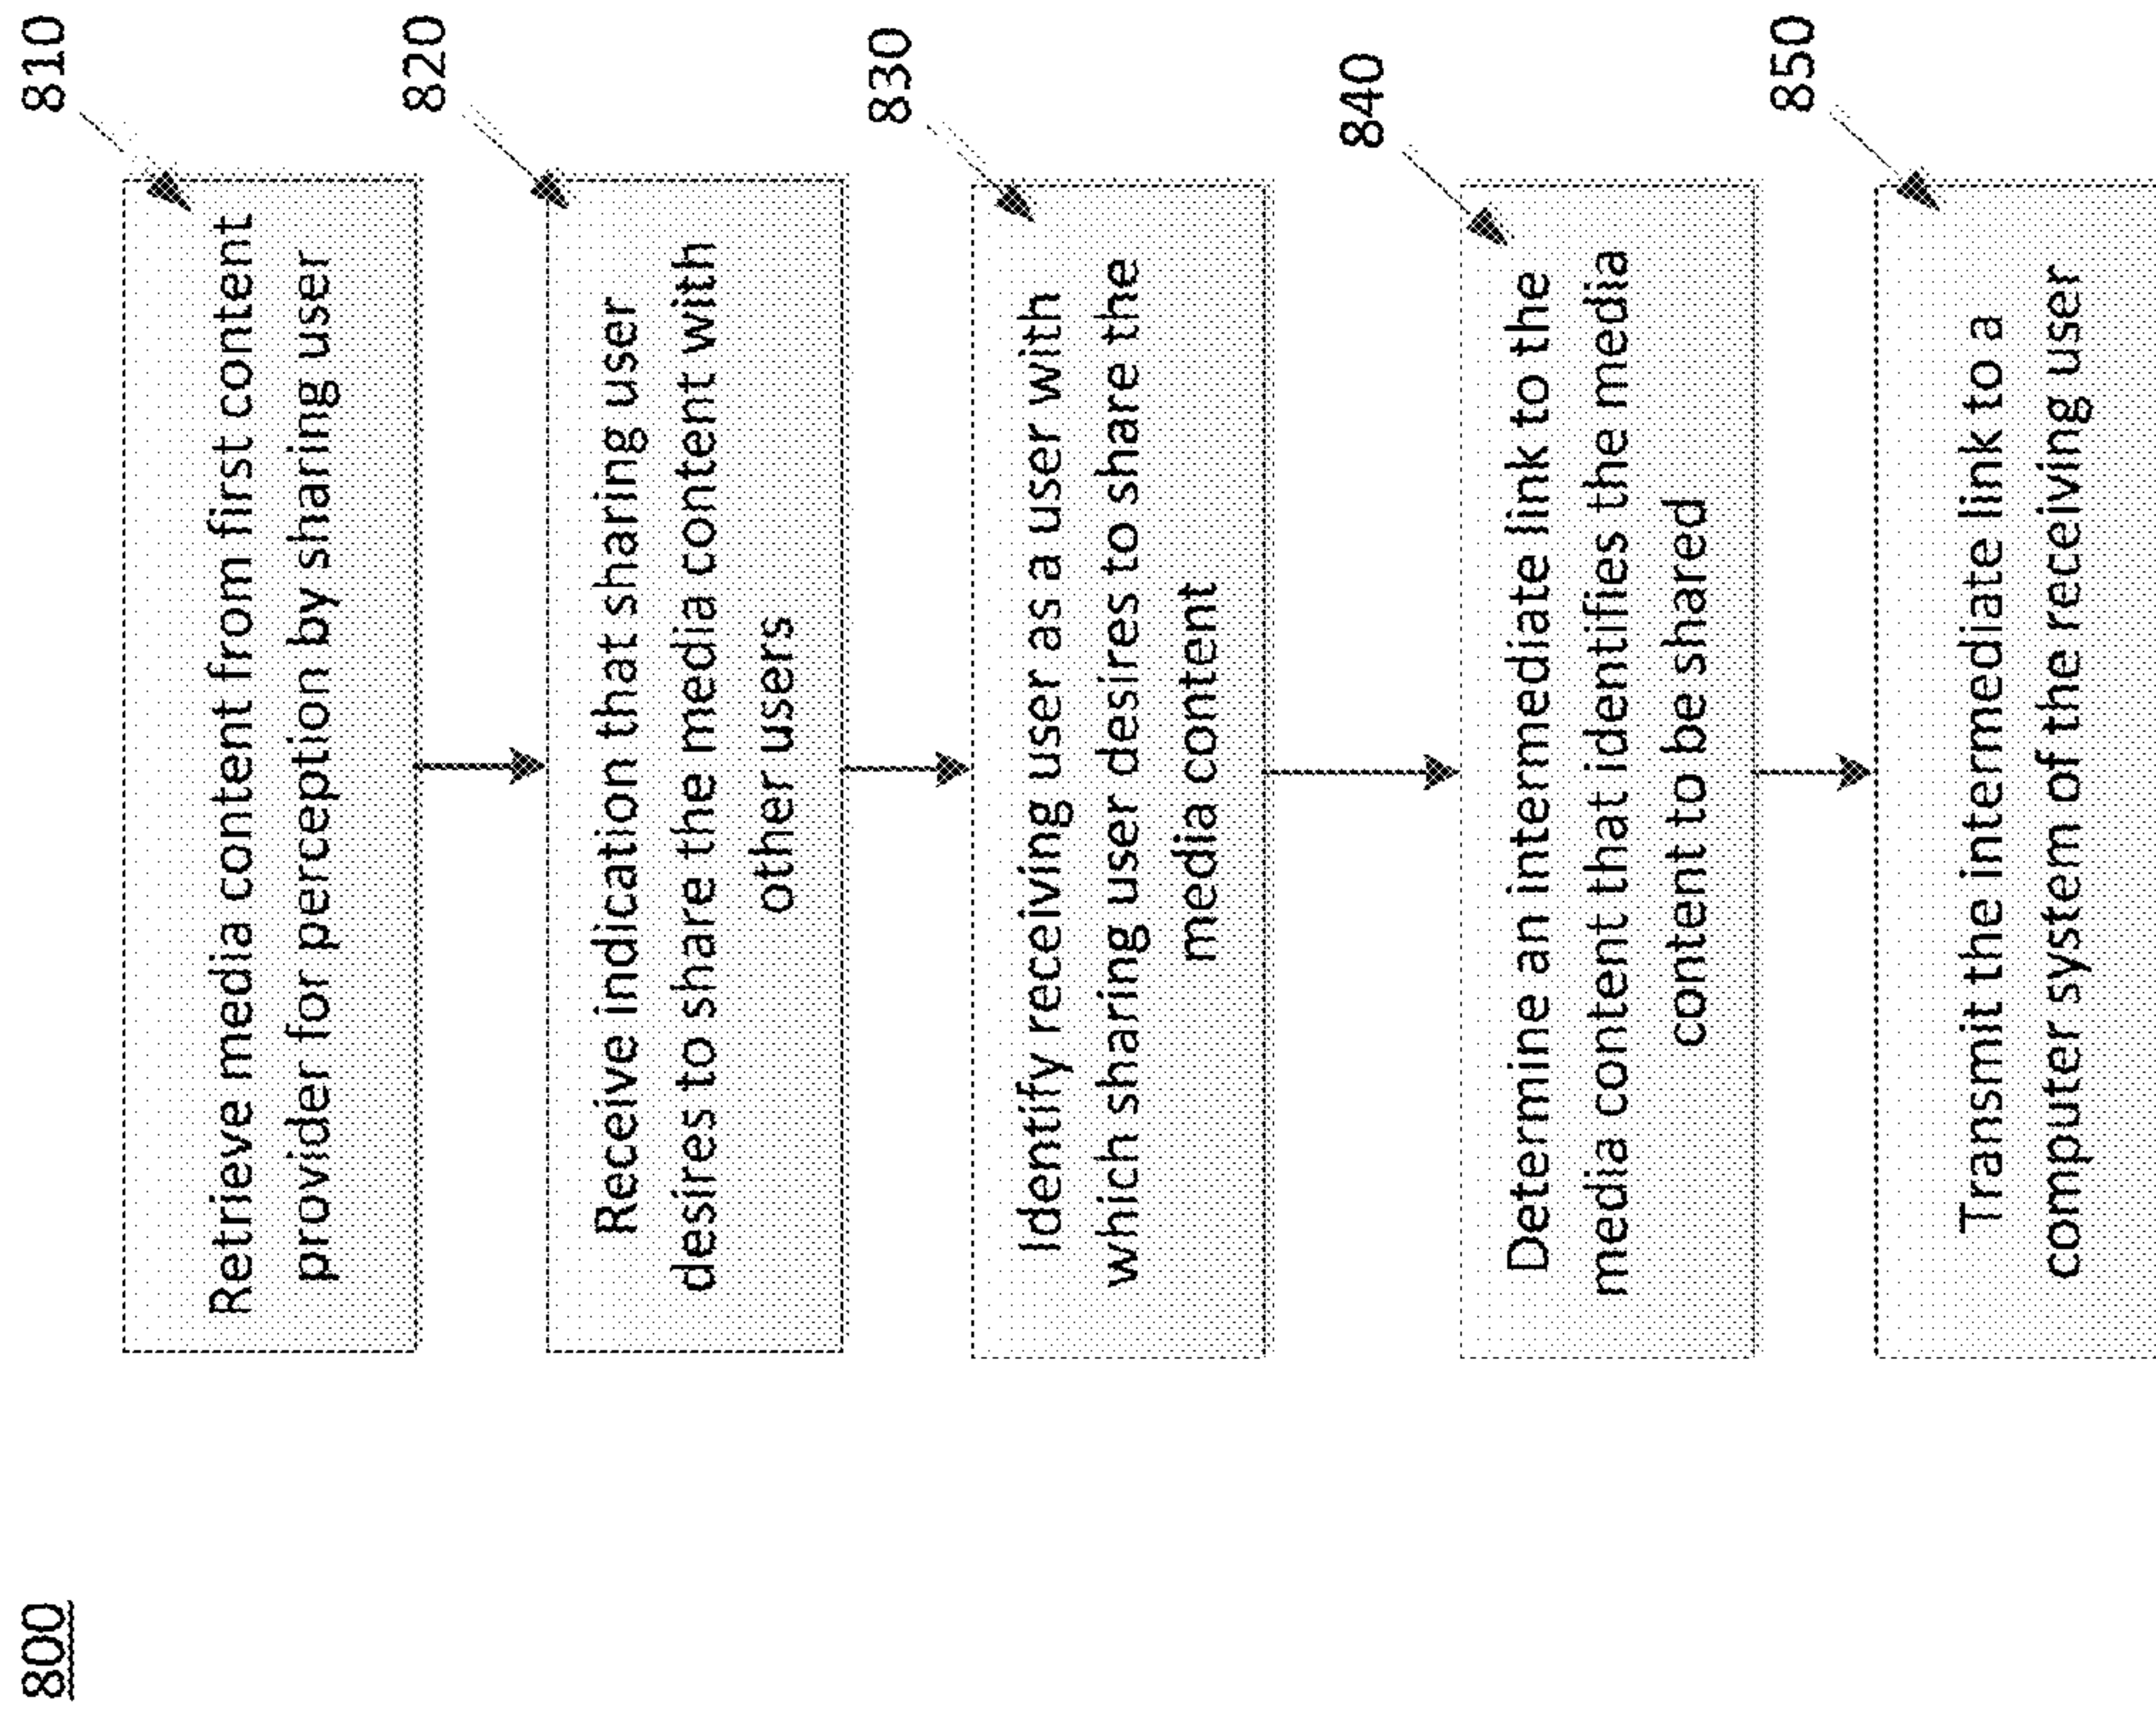 800
810
Retrieve media content from first content
provider for perception by sharing user
820
Receive indication that sharing user
desires to share the media content with
other users
830
Identify receiving user as a user with
which sharing user desires to share the
media content
840
Determine an intermediate link to the
media content that identifies the media
content to be shared
850
Transmit the intermediate link to a
computer system of the receiving user